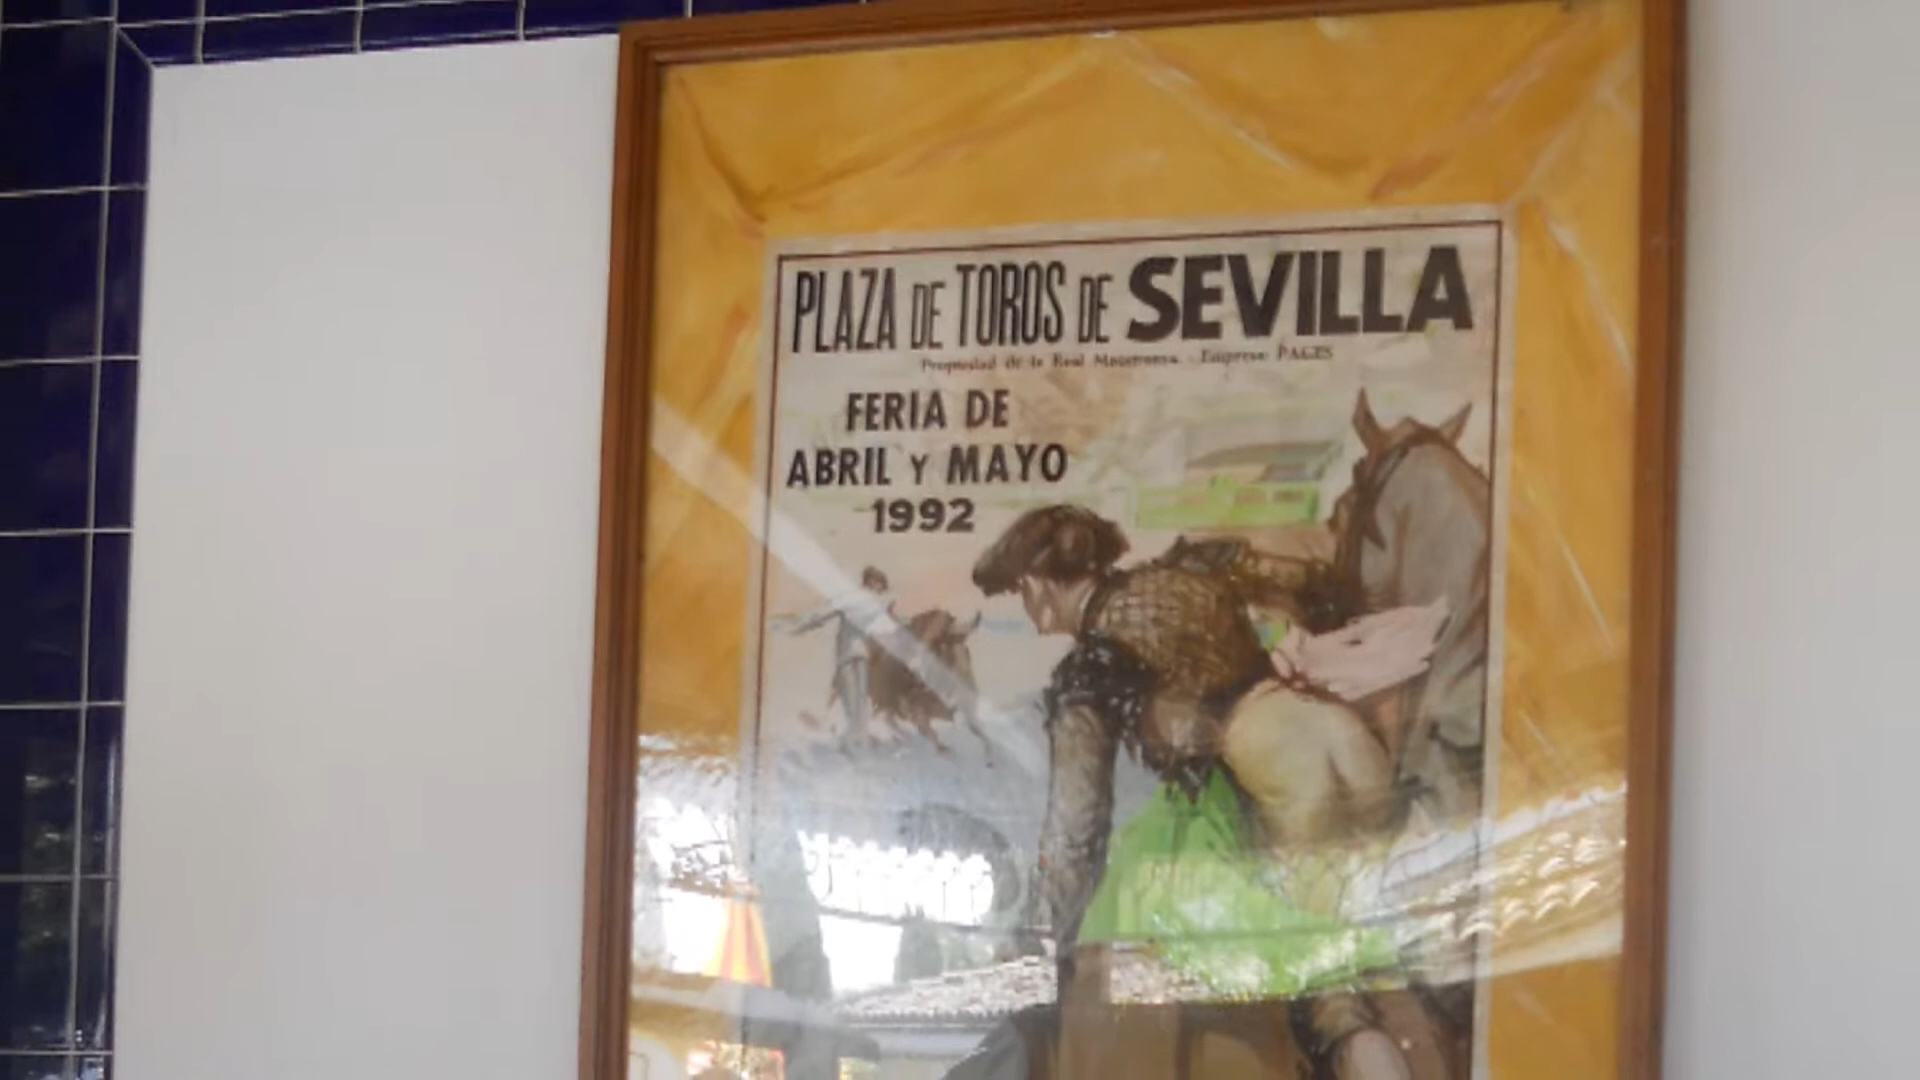 PLAZA DE TOROS DE SEVILLA
Propiedad de la Real Maestranza - Empresa: PAGES
FERIA DE
ABRIL Y MAYO
1992